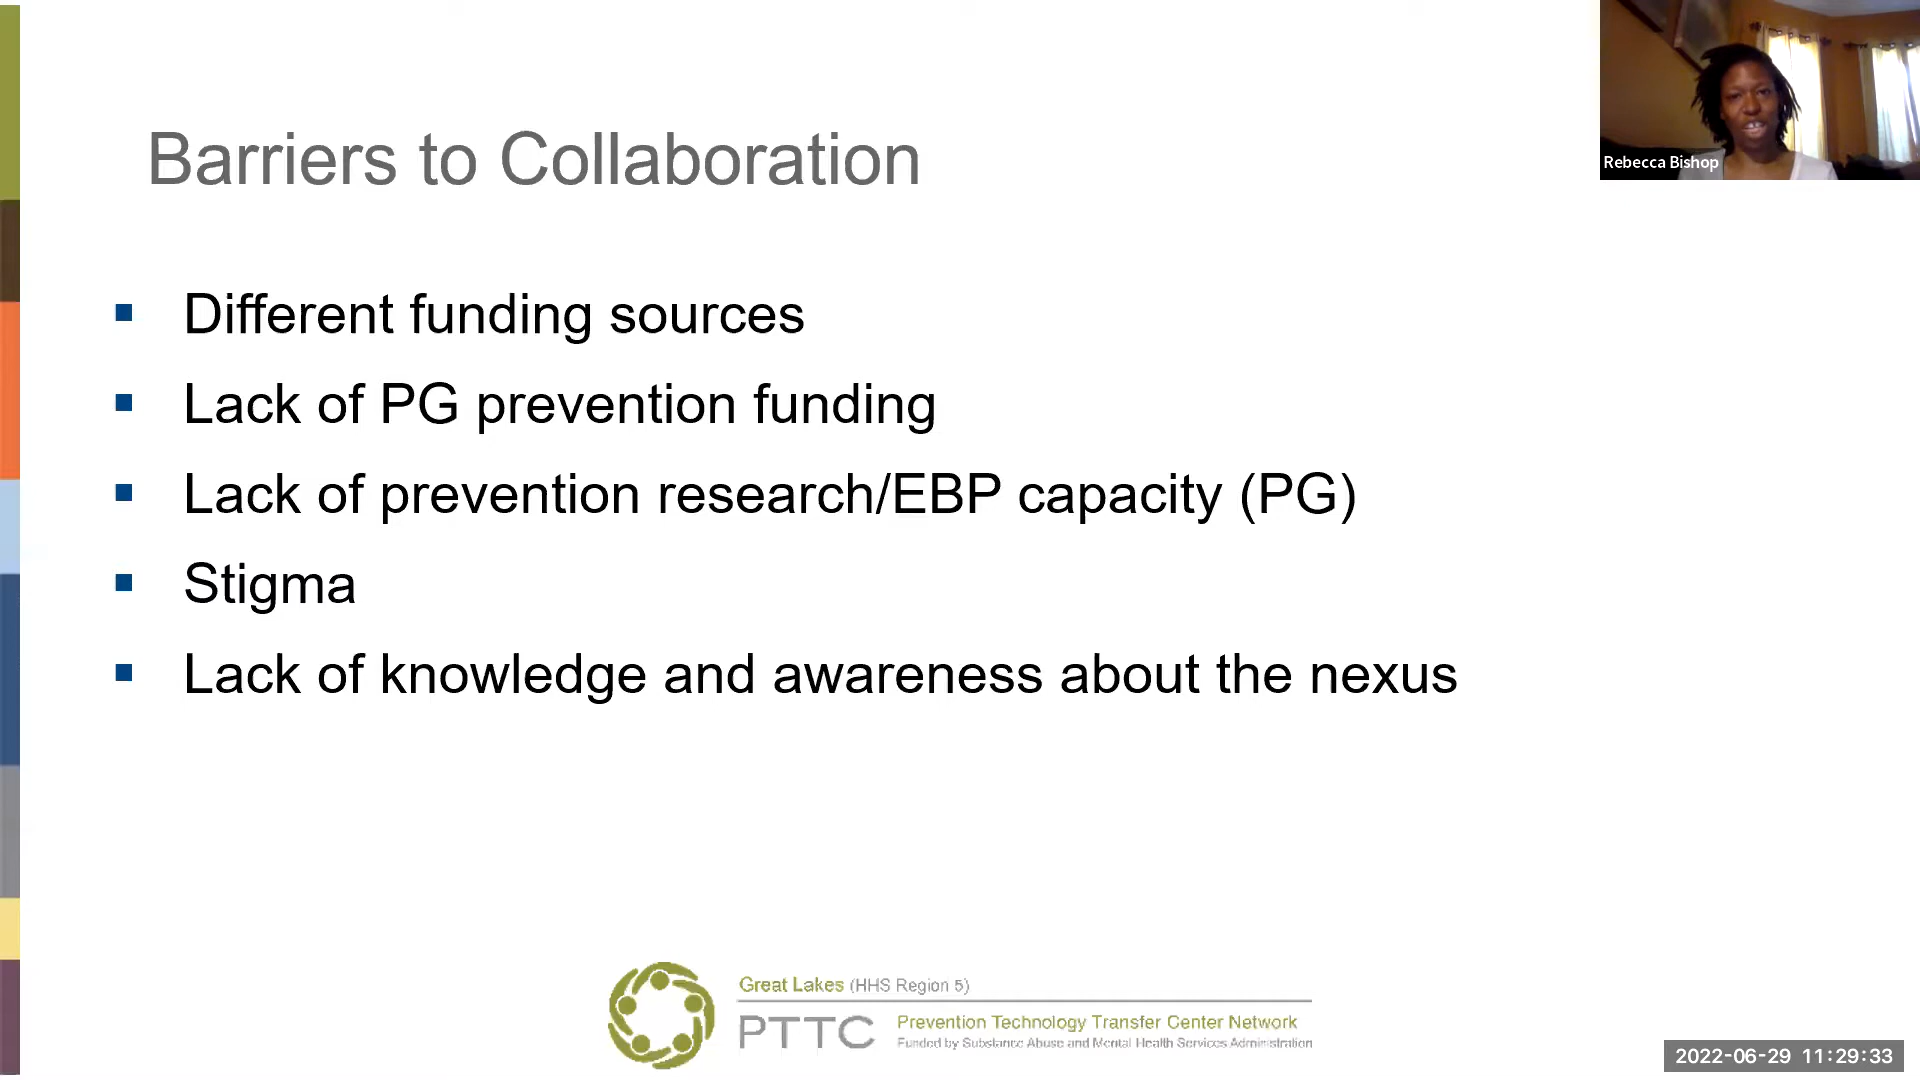 Barriers to Collaboration
Rebecca Bishop
Different funding sources
Lack of PG prevention funding
Lack of prevention research/EBP capacity (PG)
Stigma
Lack of knowledge and awareness about the nexus
Great Lakes (HHS Region 5)
PTTC
Prevention Technology Transfer Center Network
Funded by Substance Abuse and Mental Health Services Administration
2022-06-29 11:29:33